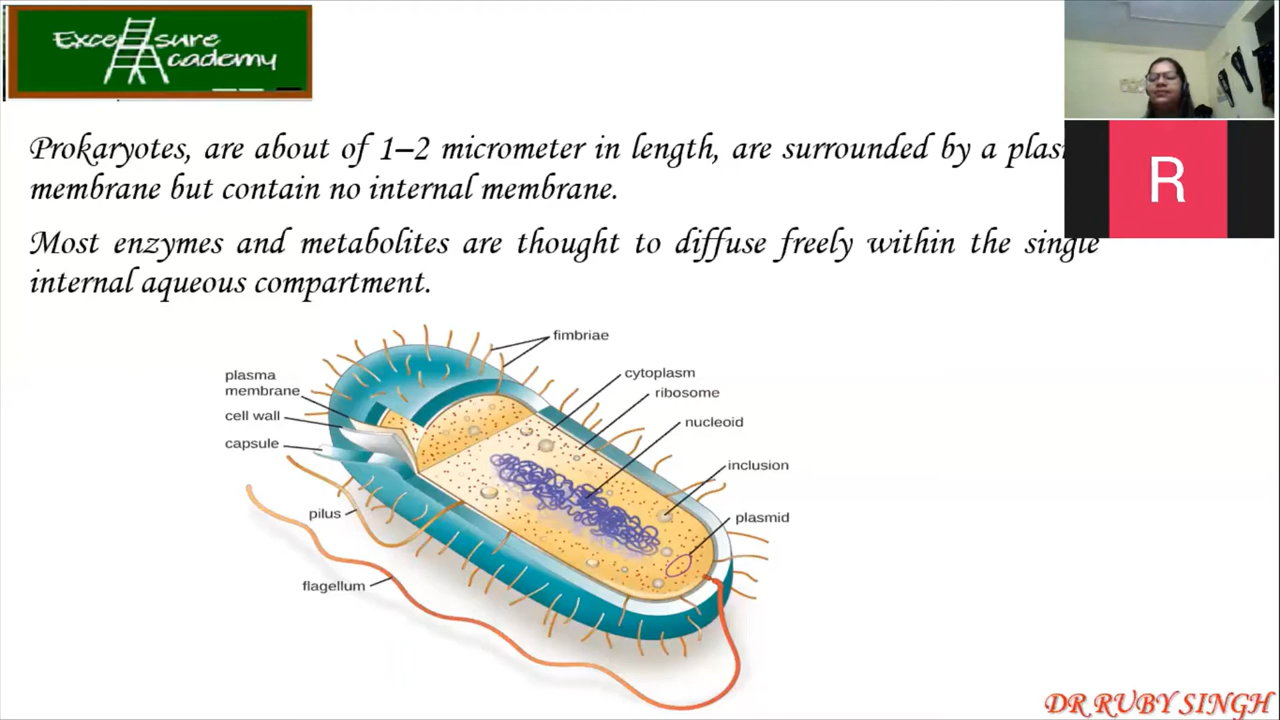 Excel sure
Academy
Prokaryotes, are about of 1–2 micrometer in length, are surrounded by a
membrane but contain no internal membrane.
R
Most enzymes and metabolites are thought to diffuse freely within the single
internal aqueous compartment.
fimbriae
plasma
membrane
cytoplasm
ribosome
cell wall
nucleoid
capsule
inclusion
pilus
plasmid
flagellum
DR RUBY SINGH